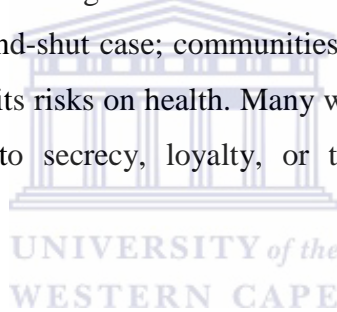 nd-shut case; communities
its risks on health. Many w
to secrecy, loyalty, or t
UNIVERSITY of the
WESTERN CAPE